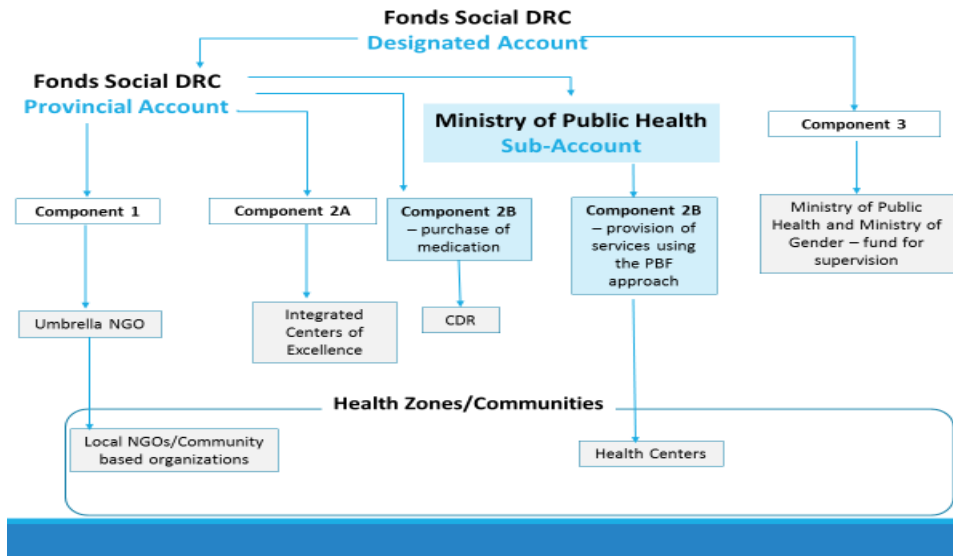 Fonds Social DRC
Designated Account
Fonds Social DRC
Provincial Account
Ministry of Public Health
Sub-Account
Component 3
Component 1
Component 2A
Component 2B
– purchase of
medication
Component 2B
– provision of
services using
the PBF
approach
Ministry of Public
Health and Ministry of
Gender – fund for
supervision
Umbrella NGO
Integrated
Centers of
Excellence
CDR
Health Zones/Communities
Local NGOs/Community
based organizations
Health Centers